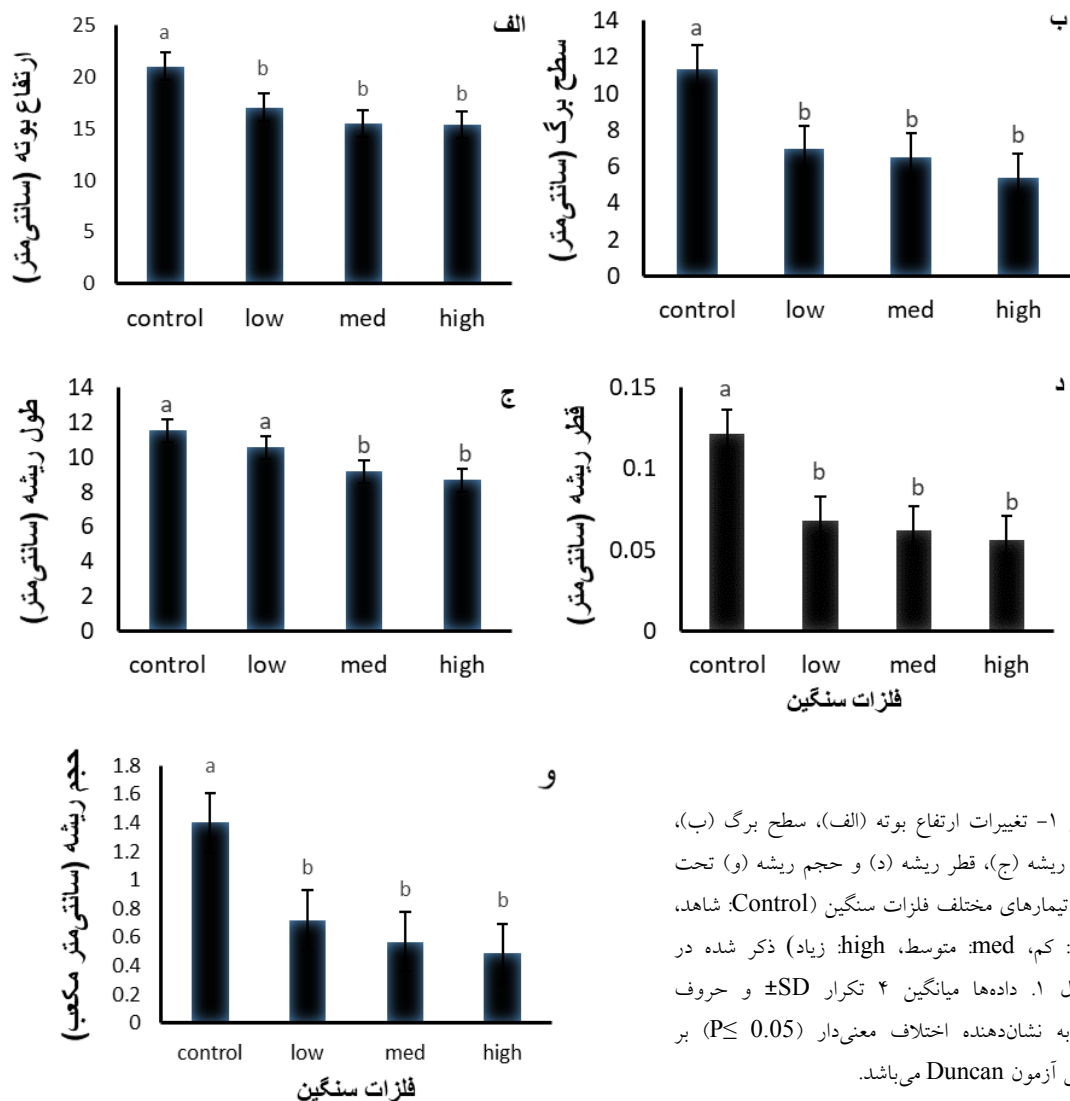 الف
ارتفاع بوته (سانتی‌متر)
25
20
15
10
5
0
a
b
b
b
control
low
med
high
ب
سطح برگ (سانتی‌متر)
14
12
10
8
6
4
2
0
a
b
b
b
control
low
med
high
ج
طول ریشه (سانتی‌متر)
14
12
10
8
6
4
2
0
a
a
b
b
control
low
med
high
د
قطر ریشه (سانتی‌متر)
0.15
0.1
0.05
0
a
b
b
b
control
low
med
high
فلزات سنگین
و
حجم ریشه (سانتی‌متر مکعب)
1.8
1.6
1.4
1.2
1
0.8
0.6
0.4
0.2
0
a
b
b
b
control
low
med
high
فلزات سنگین
۱- تغییرات ارتفاع بوته (الف)، سطح برگ (ب)،
ریشه (ج)، قطر ریشه (د) و حجم ریشه (و) تحت
تیمارهای مختلف فلزات سنگین (Control: شاهد،
: کم، med: متوسط، high: زیاد) ذکر شده در
۱. داده‌ها میانگین ۴ تکرار ±SD و حروف
نشان‌دهنده اختلاف معنی‌دار (P≤ 0.05) بر
آزمون Duncan می‌باشد.